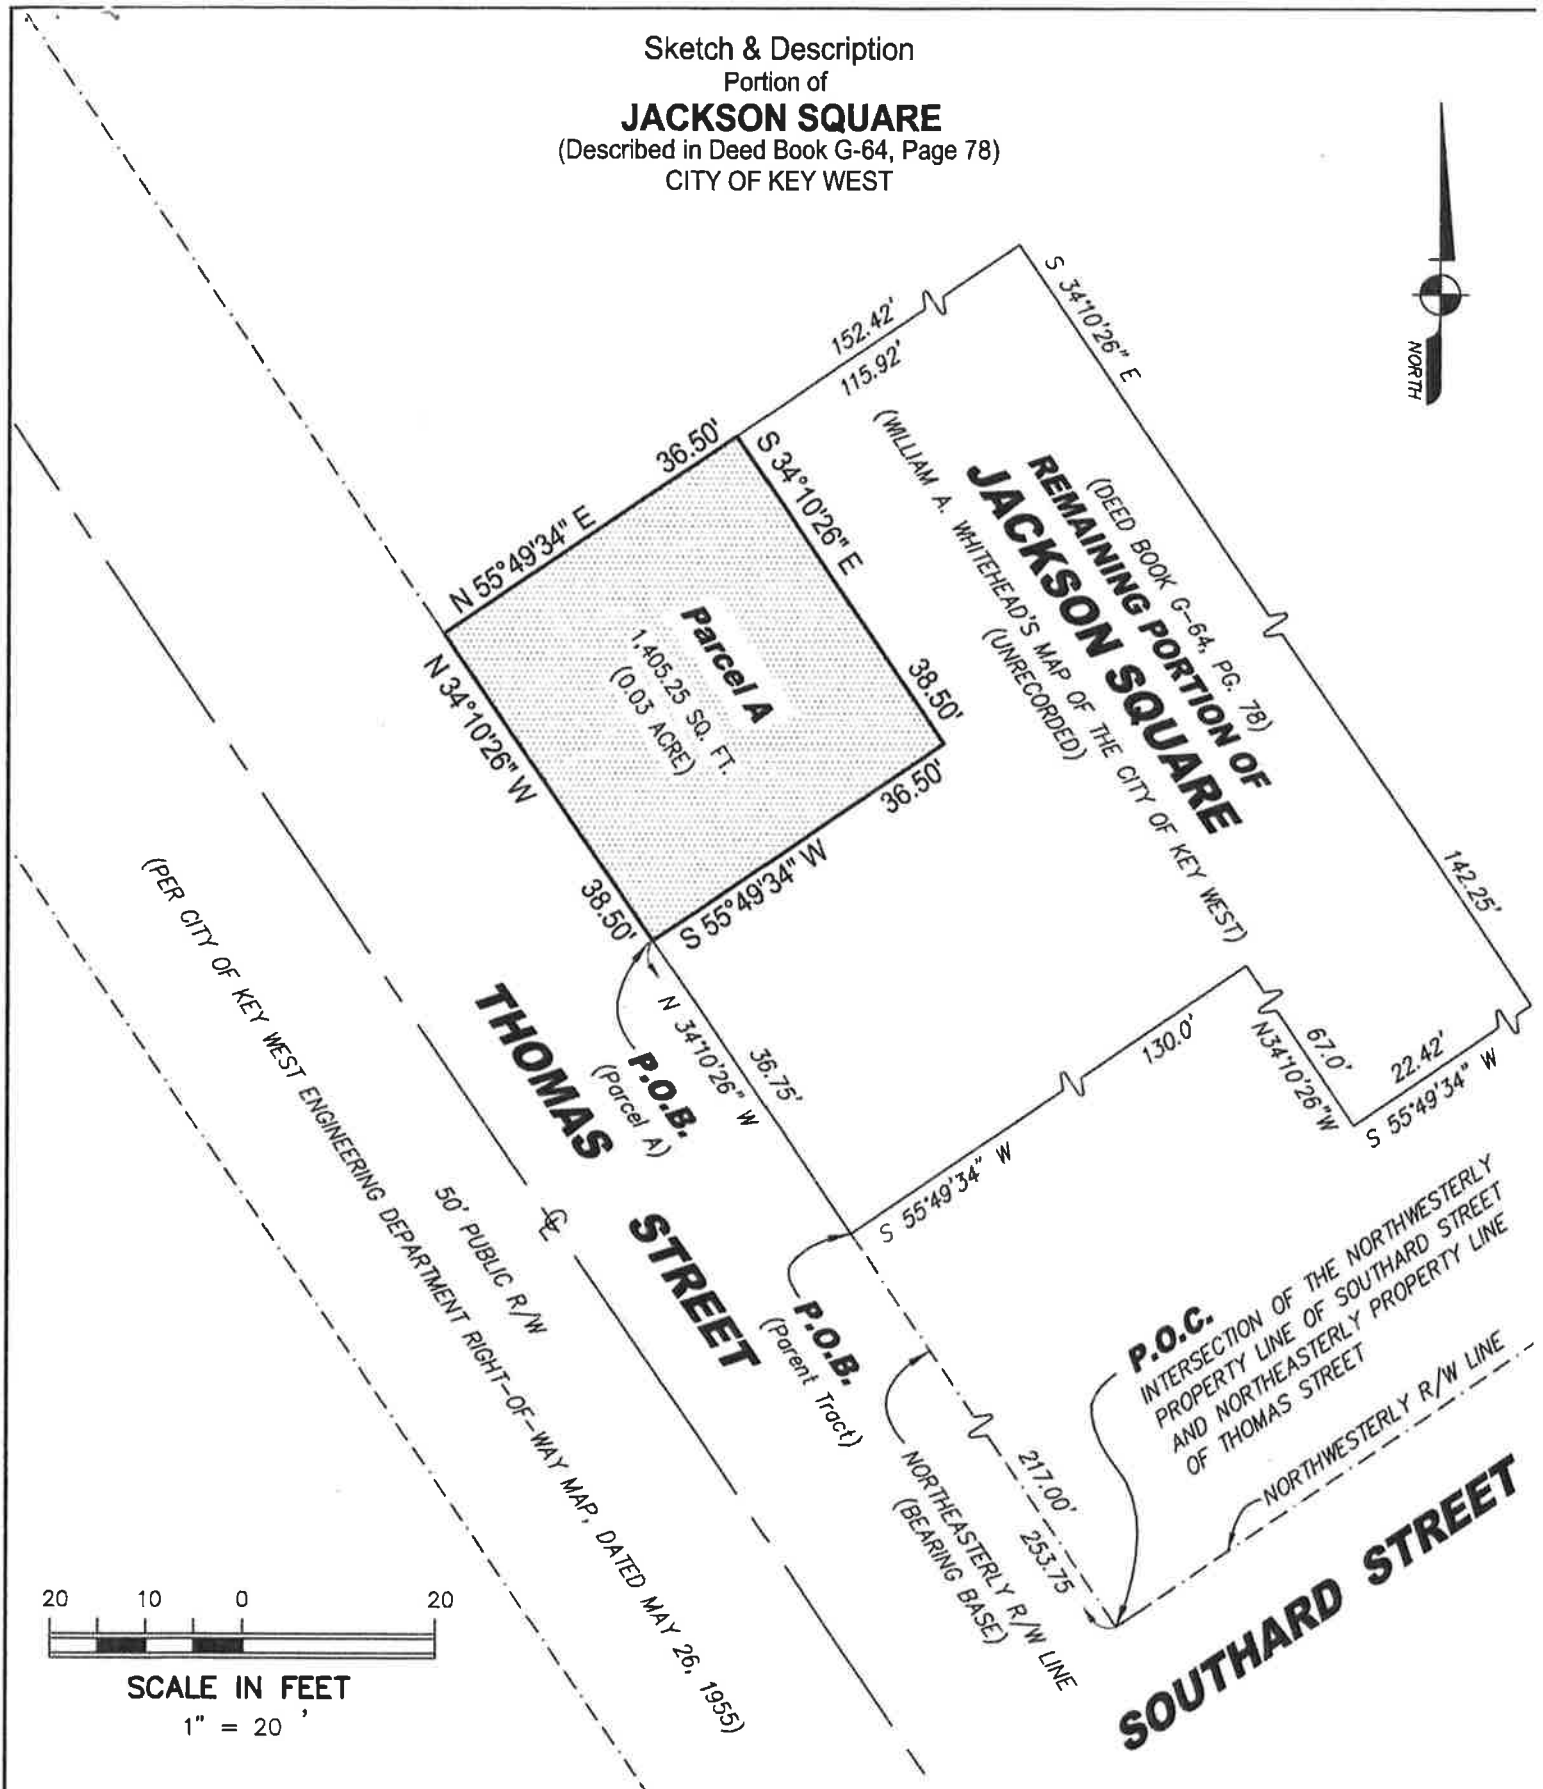 Sketch & Description
Portion of
JACKSON SQUARE
(Described in Deed Book G-64, Page 78)
CITY OF KEY WEST
NORTH
152.42'
115.92'
S 34°10'26" E
142.25'
36.50'
N 55°49'34" E
S 34°10'26" E
38.50'
Parcel A
1,405.25 SQ. FT.
(0.03 ACRE)
N 34°10'26" W
38.50'
36.50'
S 55°49'34" W
(DEED BOOK G-64, PG. 78)
REMAINING PORTION OF
JACKSON SQUARE
(WILLIAM A. WHITEHEAD'S MAP OF THE CITY OF KEY WEST)
(UNRECORDED)
130.0'
S 55°49'34" W
67.0'
N34°10'26"W
22.42'
S 55°49'34" W
N 34°10'26" W
36.75'
P.O.B.
(Parcel A)
THOMAS STREET
50' PUBLIC R/W
(PER CITY OF KEY WEST ENGINEERING DEPARTMENT RIGHT-OF-WAY MAP, DATED MAY 26, 1955)
P.O.B.
(Parent Tract)
NORTHEASTERLY R/W LINE
(BEARING BASE)
217.00'
253.75
P.O.C.
INTERSECTION OF THE NORTHWESTERLY
PROPERTY LINE OF SOUTHARD STREET
AND NORTHEASTERLY PROPERTY LINE
OF THOMAS STREET
NORTHWESTERLY R/W LINE
SOUTHARD STREET
20 10 0 20
SCALE IN FEET
1" = 20 '